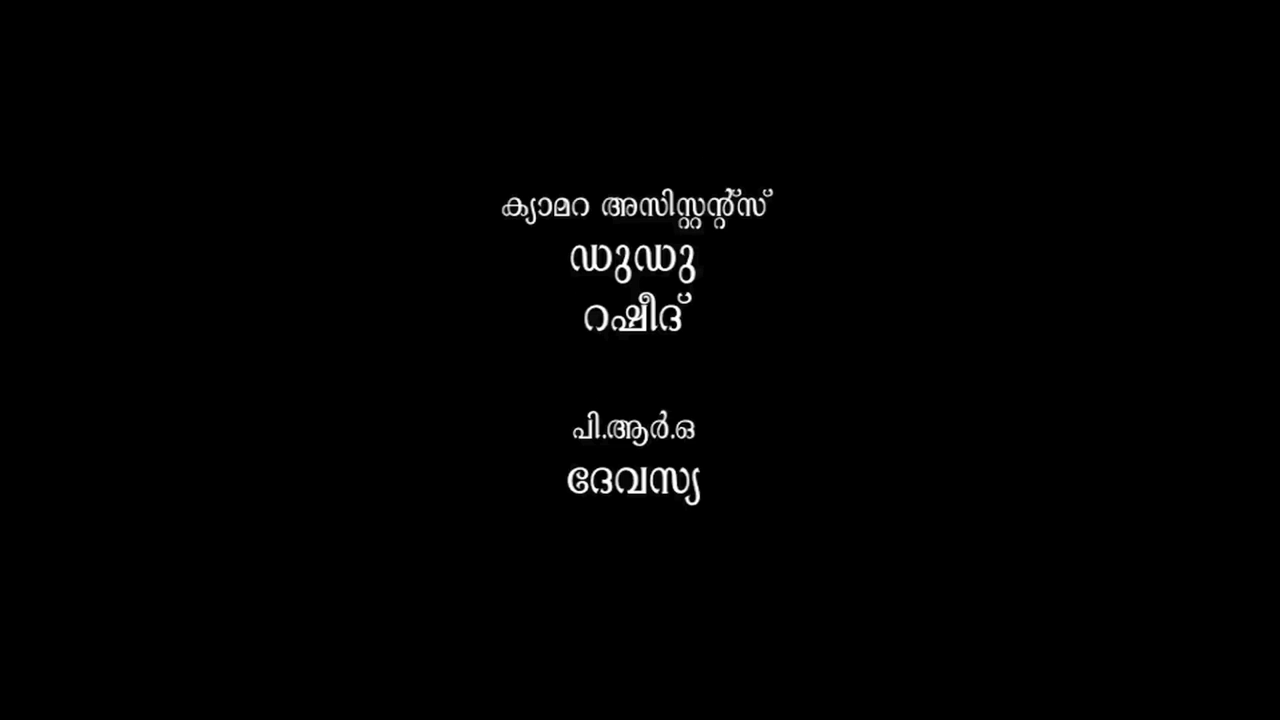 ക്യാമറ അസിസ്റ്റന്റ്സ്
ഡുഡു
റഷീദ്
പി.ആർ.ഒ
ദേവസ്യ